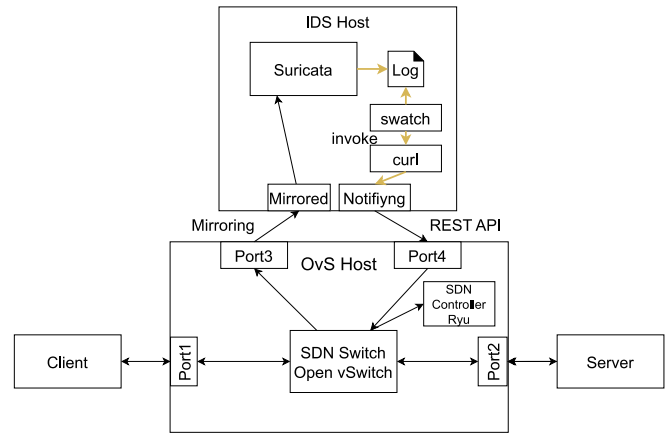 IDS Host
Suricata
Log
swatch
invoke
curl
Mirrored
Notifiyng
Mirroring
REST API
Port3
Port4
OvS Host
SDN
Controller
Ryu
Client
Port1
SDN Switch
Open vSwitch
Port2
Server